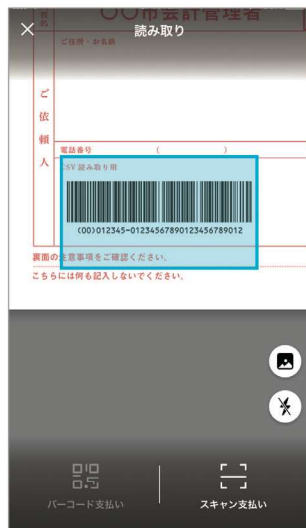 〇〇市会計管理者
読み取り
ご住所・お名前
ご依頼人
電話番号 ( )
CSV 読み取り用
(00)012345-01234567890123456789012
裏面の注意事項をご確認ください。
こちらには何も記入しないでください。
バーコード支払い
スキャン支払い